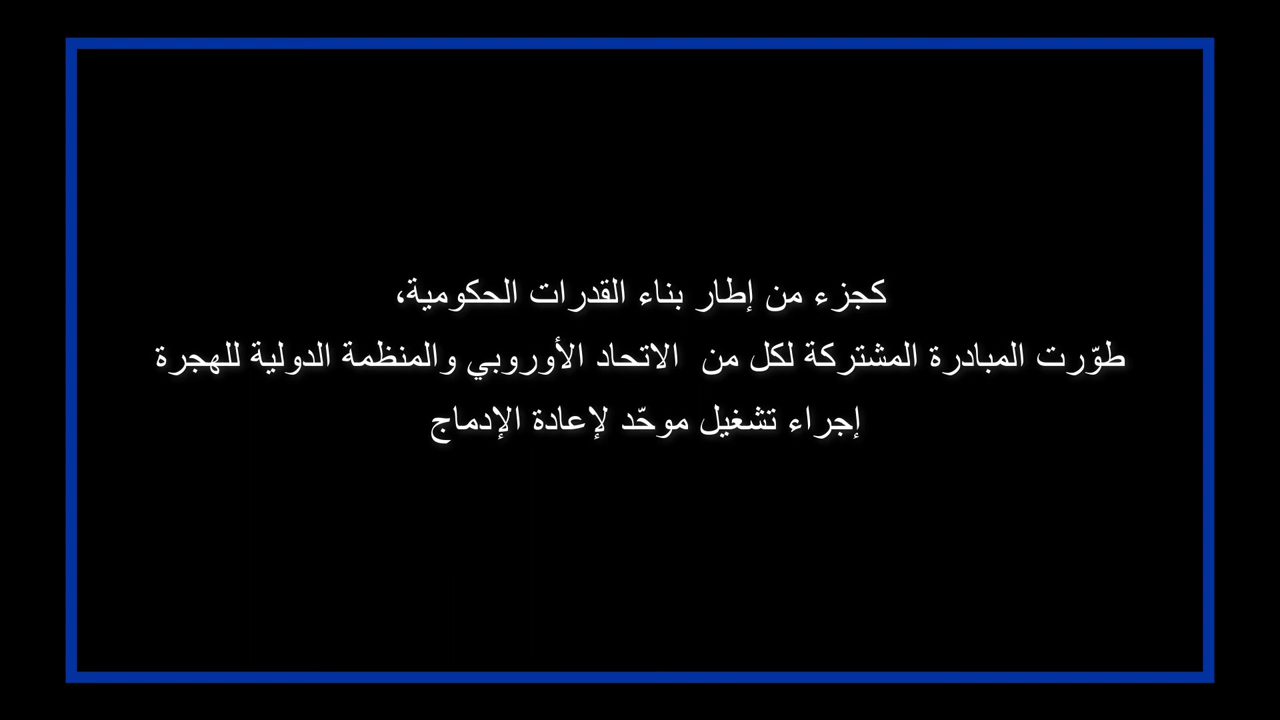 كجزء من إطار بناء القدرات الحكومية،
طوّرت المبادرة المشتركة لكل من  الاتحاد الأوروبي والمنظمة الدولية للهجرة
إجراء تشغيل موحّد لإعادة الإدماج